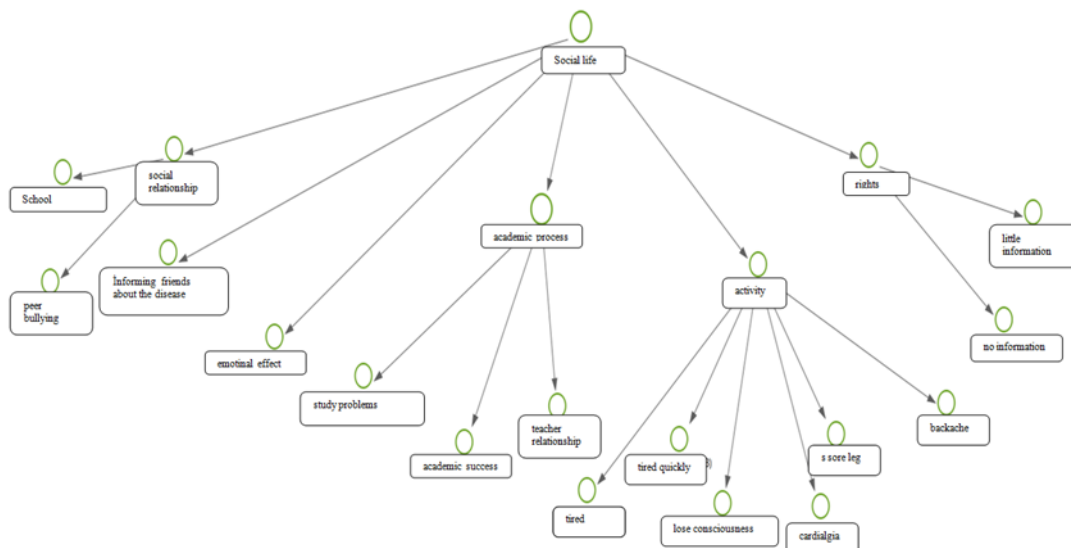 Social life
social
relationship
rights
School
academic process
little
information
İnforming friends
about the disease
activity
peer
bullying
no information
emotinal effect
study problems
teacher
relationship
backache
academic success
tired quickly
s sore leg
tired
lose consciousness
cardialgia